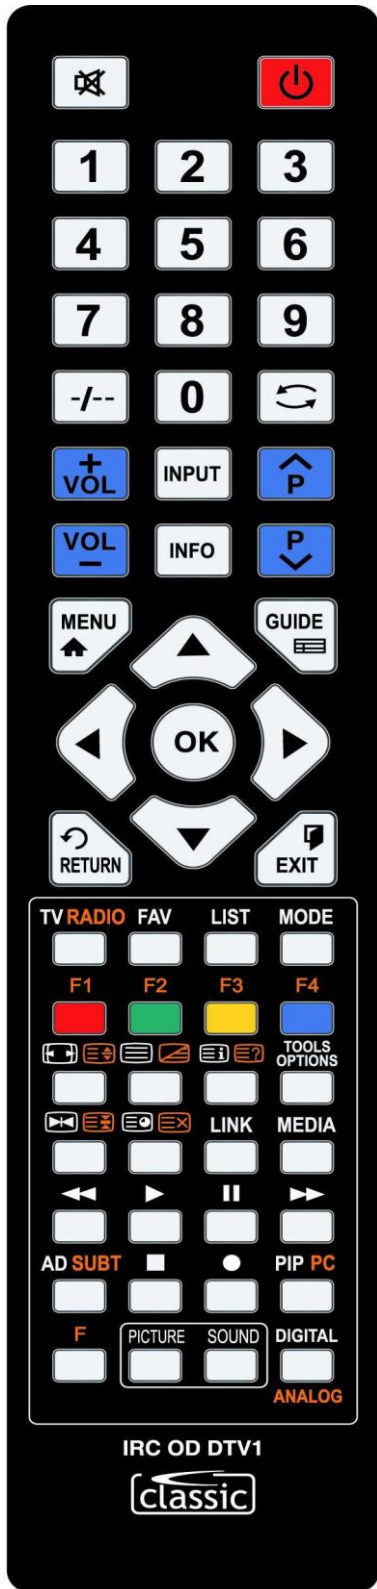 1 2 3
4 5 6
7 8 9
-/-- 0
+
VOL INPUT P
VOL
– INFO P
MENU GUIDE
OK
RETURN EXIT
TV RADIO FAV LIST MODE
F1 F2 F3 F4
TOOLS
OPTIONS
LINK MEDIA
AD SUBT PIP PC
F PICTURE SOUND DIGITAL
ANALOG
IRC OD DTV1
classic